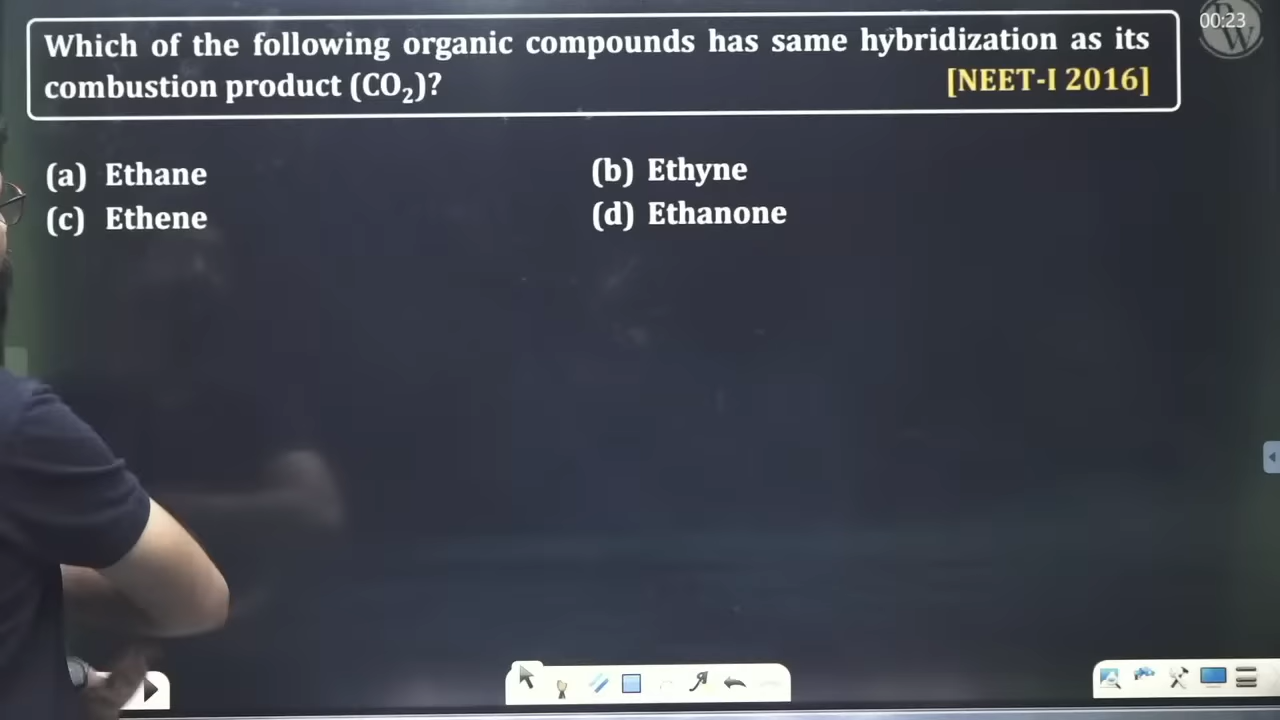 00:23
Which of the following organic compounds has same hybridization as its
combustion product (CO₂)? [NEET-I 2016]
(a) Ethane (b) Ethyne
(c) Ethene (d) Ethanone